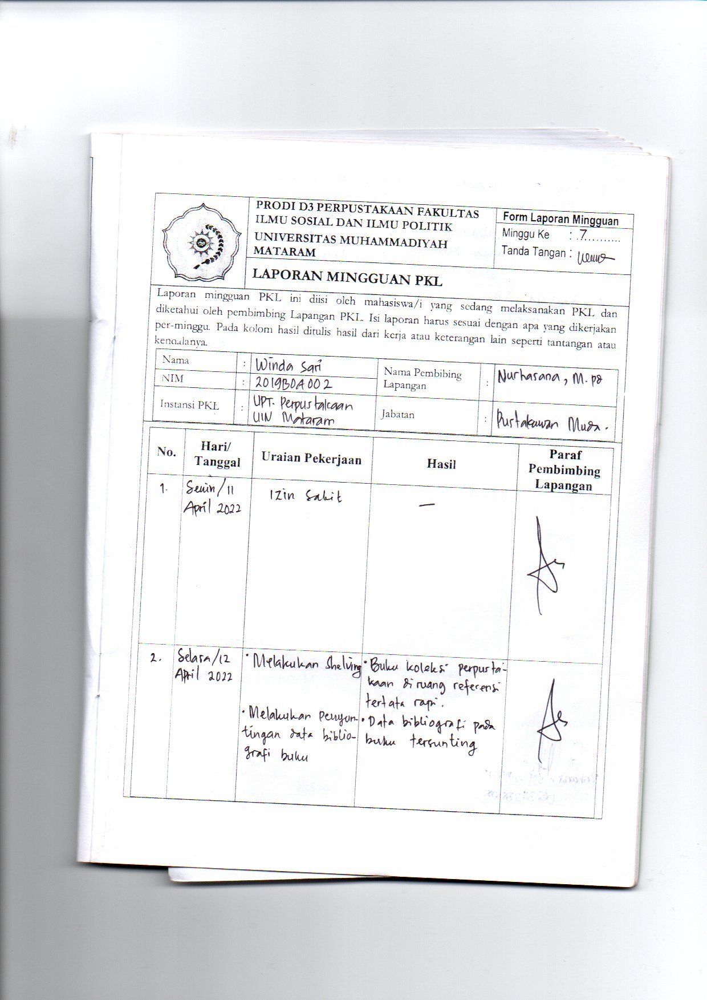 PRODI D3 PERPUSTAKAAN FAKULTAS
ILMU SOSIAL DAN ILMU POLITIK
UNIVERSITAS MUHAMMADIYAH
MATARAM
LAPORAN MINGGUAN PKL
Form Laporan Mingguan
Minggu Ke : .7...........
Tanda Tangan :
Laporan mingguan PKL ini diisi oleh mahasiswa/i yang sedang melaksanakan PKL dan
diketahui oleh pembimbing Lapangan PKL. Isi laporan harus sesuai dengan apa yang dikerjakan
per-minggu. Pada kolom hasil ditulis hasil dari kerja atau keterangan lain seperti tantangan atau
kendalanya.
Nama : Winda Sari
NIM : 2019B0A002
Instansi PKL : UPT. Perpustakaan
UIN Mataram
Nama Pembibing
Lapangan : Nurhasana, M. pd
Jabatan : Pustakawan Muda.
No.
Hari/
Tanggal
Uraian Pekerjaan
Hasil
Paraf
Pembimbing
Lapangan
1.
Senin/11
April 2022
Izin Sakit
—
2.
Selasa/12
April 2022
• Melakukan Shelving
• Melakukan penyun-
tingan data biblio-
grafi buku
• Buku koleksi perpusta-
kaan di ruang referensi
tertata rapi.
• Data bibliografi pada
buku tersunting